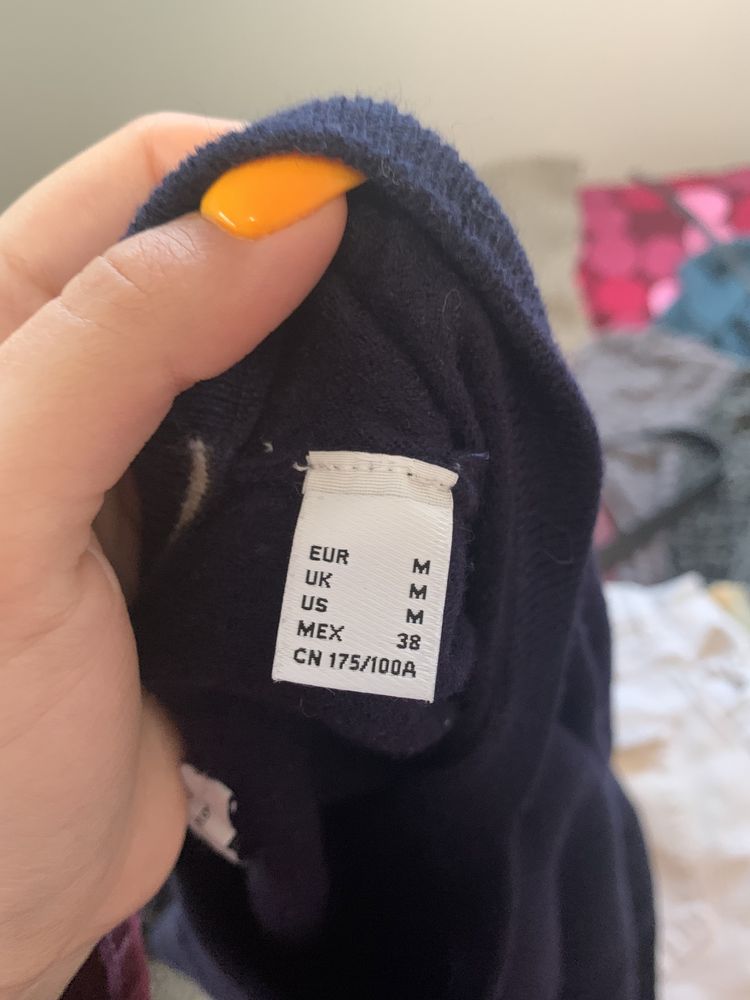 EUR M
UK M
US M
MEX 38
CN 175/100A